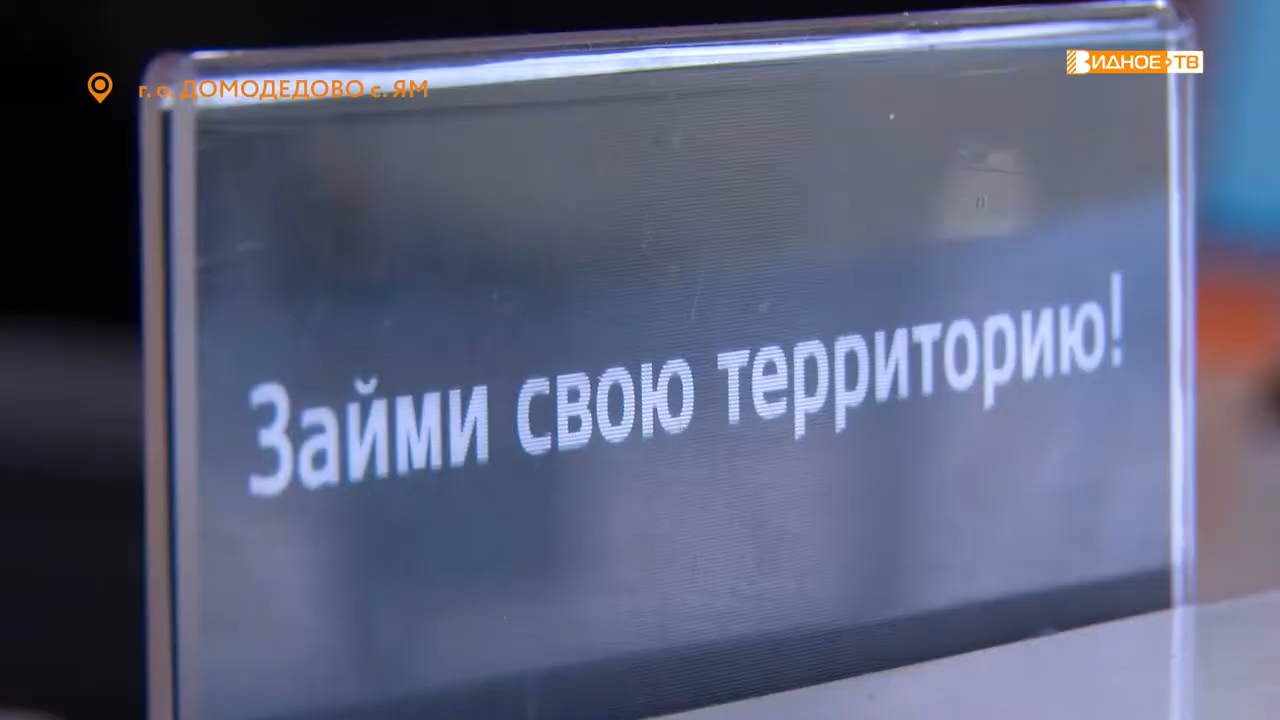 г. о. ДОМОДЕДОВО с. ЯМ
ВИДНОЕ ТВ
Займи свою территорию!